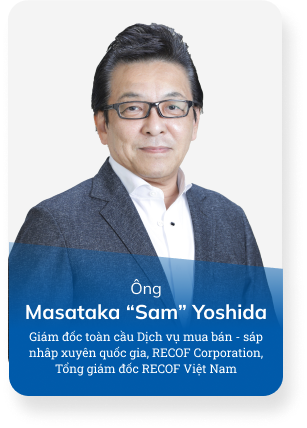 Ông
Masataka “Sam” Yoshida
Giám đốc toàn cầu Dịch vụ mua bán - sáp
nhập xuyên quốc gia, RECOF Corporation,
Tổng giám đốc RECOF Việt Nam